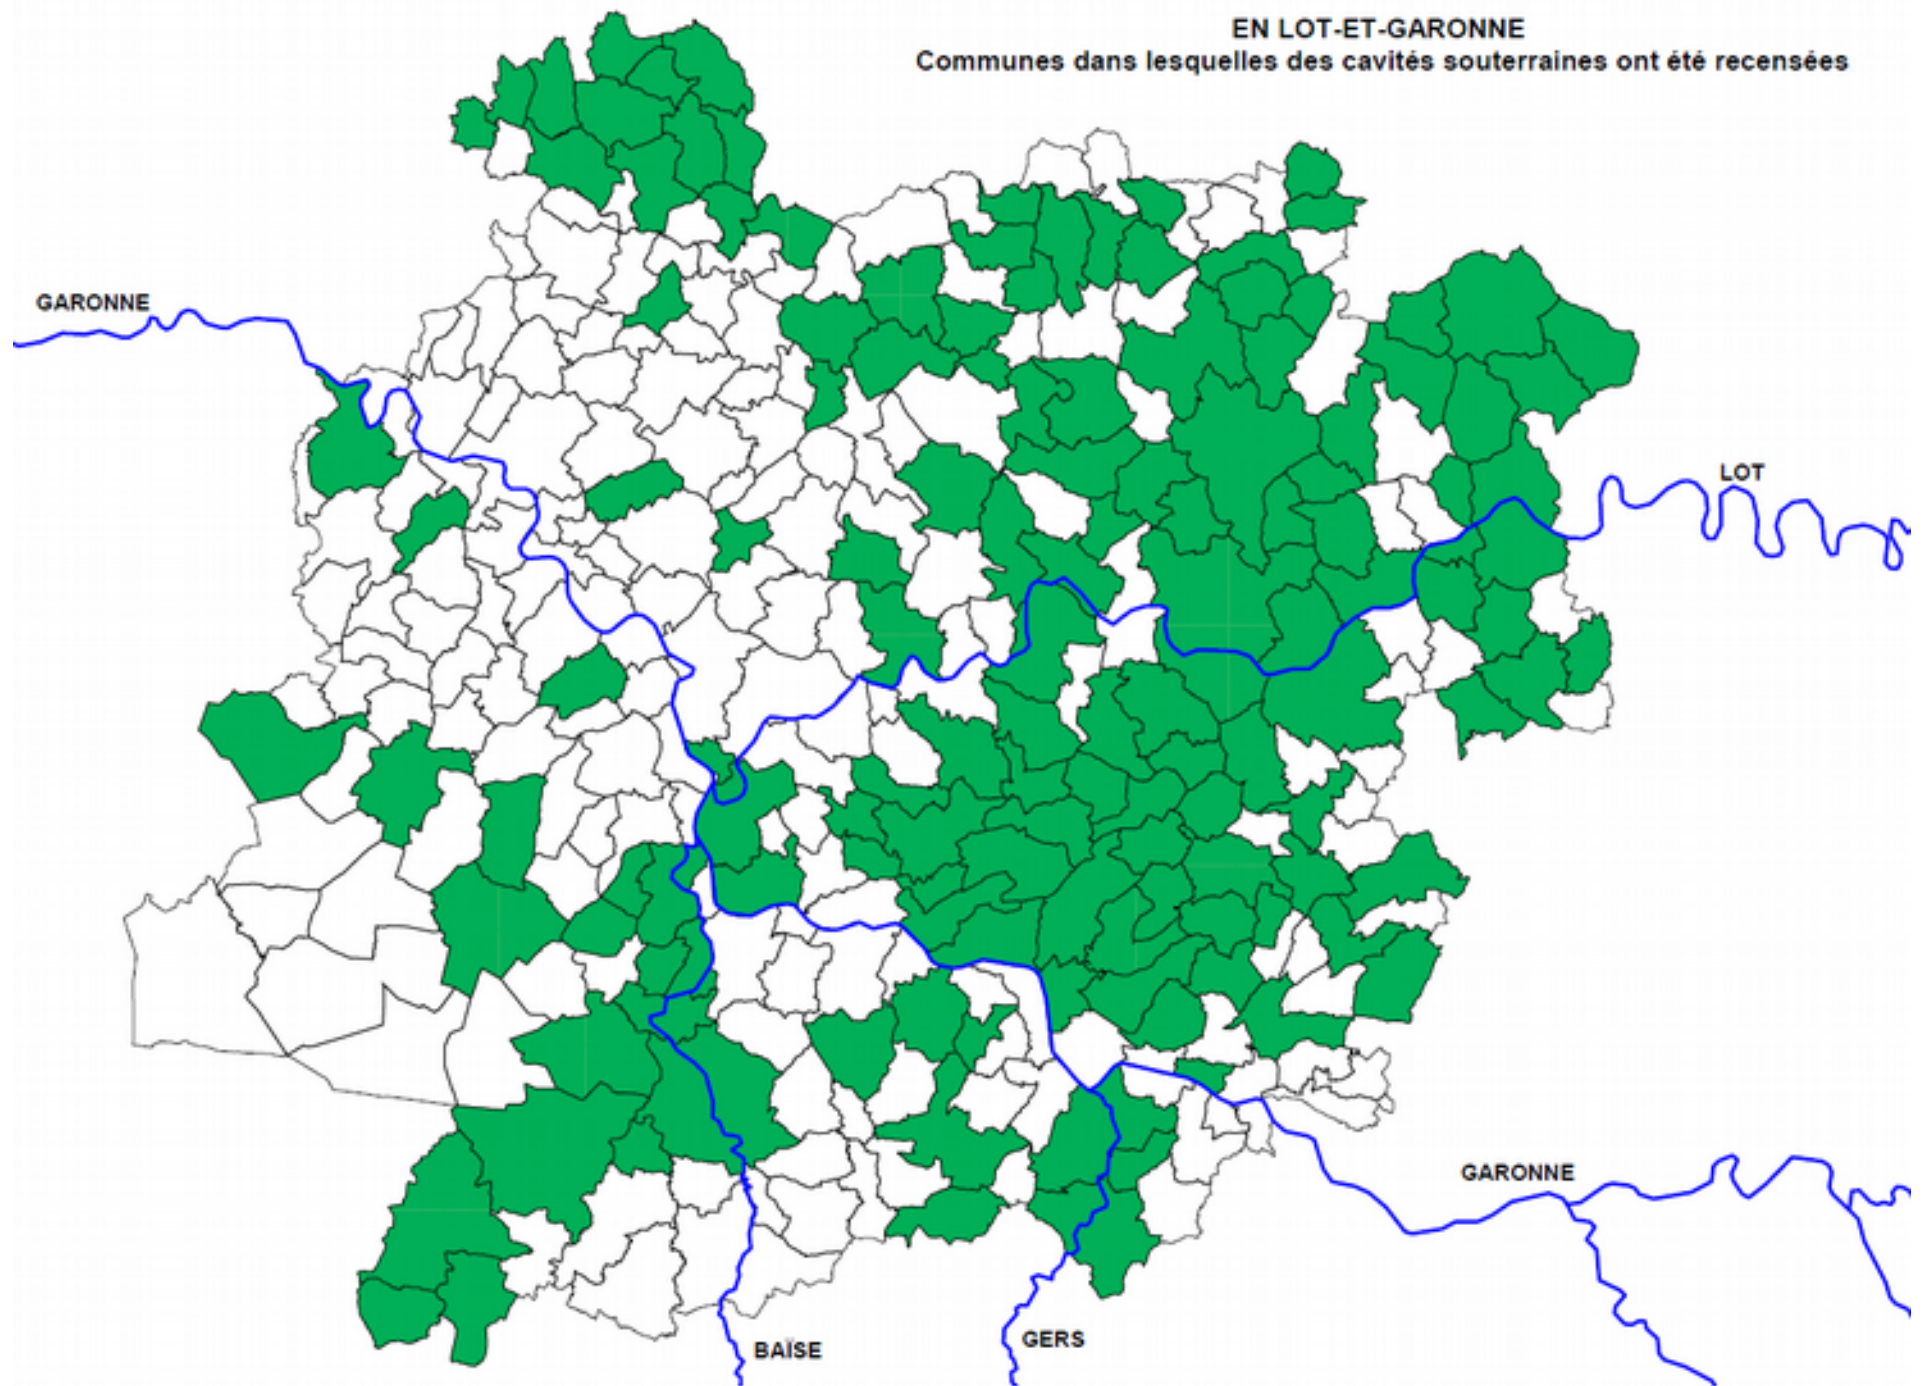 EN LOT-ET-GARONNE
Communes dans lesquelles des cavités souterraines ont été recensées
GARONNE
LOT
GARONNE
BAÏSE
GERS